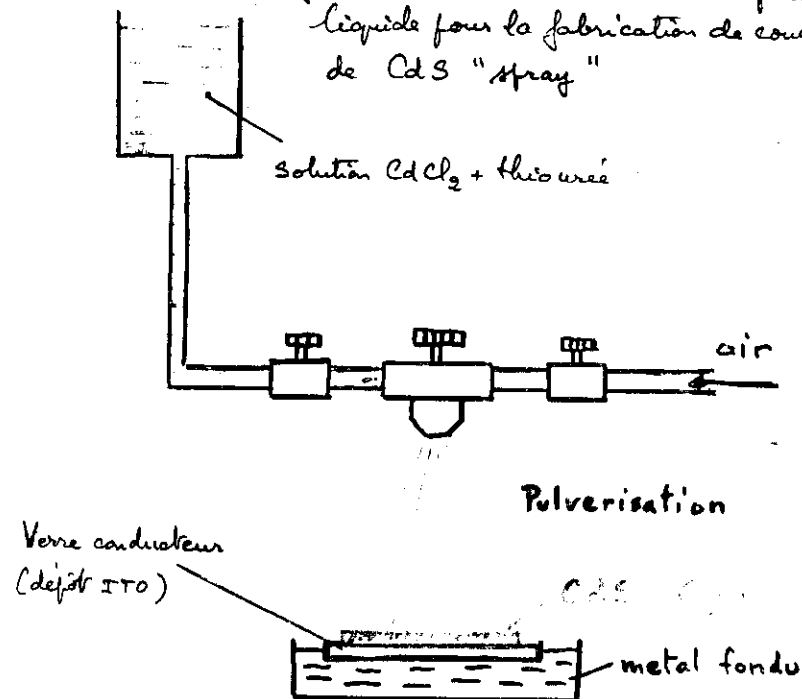 liquide pour la fabrication de
de CdS "spray"
solution CdCl₂ + thiourée
air
Pulverisation
Verre conducteur
(dépôt ITO)
CdS
metal fondu